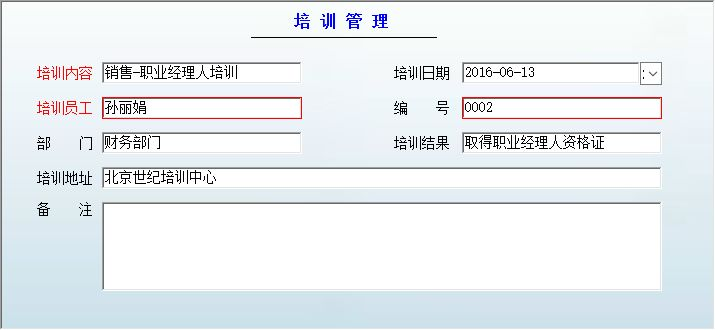 培 训 管 理
培训内容 销售-职业经理人培训 培训日期 2016-06-13
培训员工 孙丽娟 编 号 0002
部 门 财务部门 培训结果 取得职业经理人资格证
培训地址 北京世纪培训中心
备 注